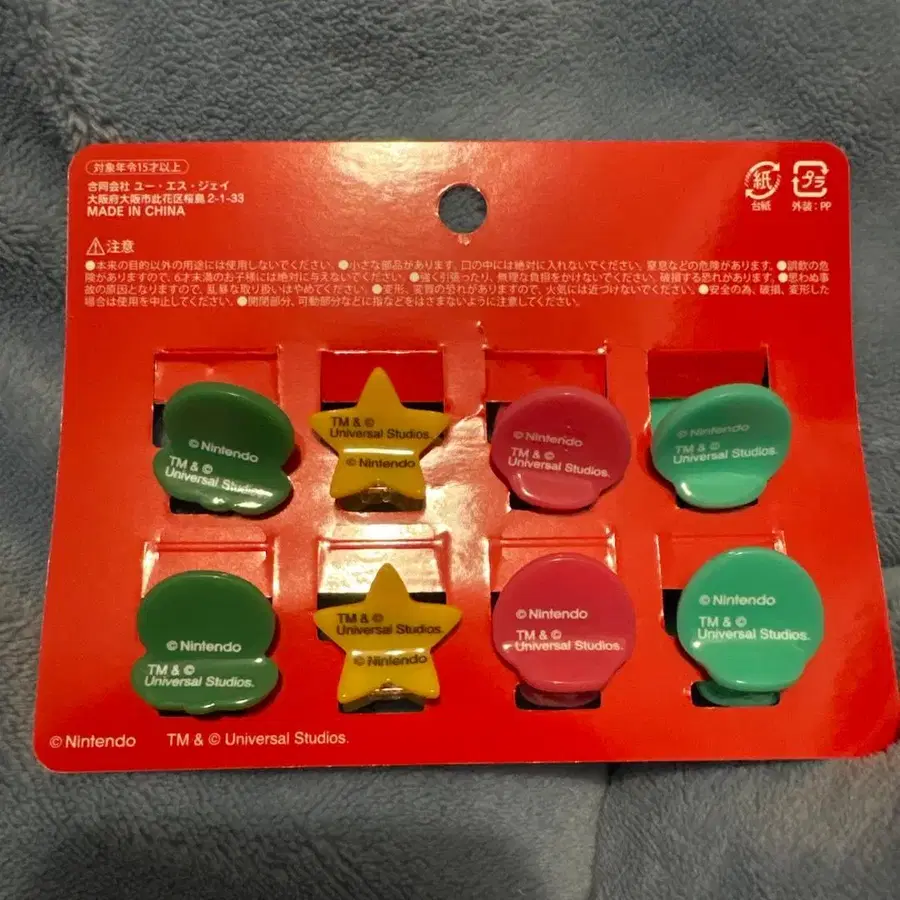 対象年令15才以上
合同会社 ユー・エス・ジェイ
大阪府大阪市此花区桜島 2-1-33
MADE IN CHINA
紙
台紙
プラ
外装：PP
注意
●本来の目的以外の用途には使用しないでください。●小さな部品があります。口の中には絶対に入れないでください。窒息などの危険があります。●誤飲の危
険がありますので、6才未満のお子様には絶対に与えないでください。●強く引張ったり、無理な負担をかけないでください。破損する恐れがあります。●思わぬ事
故の原因となりますので、乱暴な取り扱いはやめてください。●変形、変質の恐れがありますので、火気には近づけないでください。●安全の為、破損、変形した
場合は使用を中止してください。●開閉部分、可動部分などに指などをはさまないように注意してください。
© Nintendo
TM & ©
Universal Studios.
TM & ©
Universal Studios.
© Nintendo
© Nintendo
TM & ©
Universal Studios.
© Nintendo
TM & ©
Universal Studios.
© Nintendo
TM & ©
Universal Studios.
TM & ©
Universal Studios.
© Nintendo
© Nintendo
TM & ©
Universal Studios.
© Nintendo
TM & ©
Universal Studios.
© Nintendo TM & © Universal Studios.